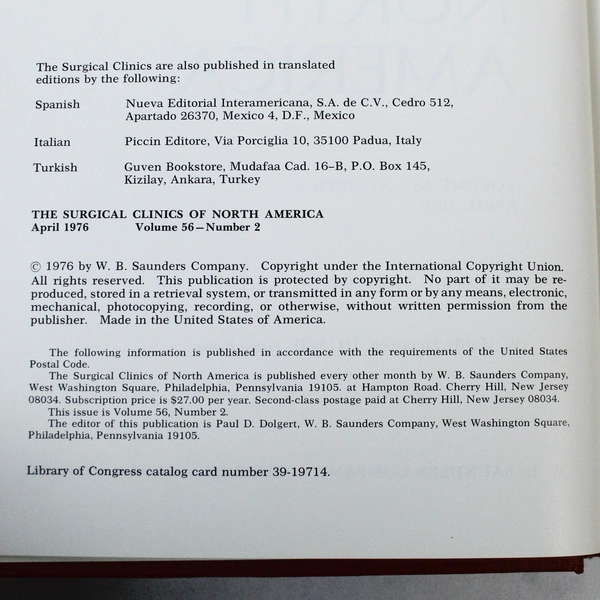 The Surgical Clinics are also published in translated
editions by the following:
Spanish Nueva Editorial Interamericana, S.A. de C.V., Cedro 512,
Apartado 26370, Mexico 4, D.F., Mexico
Italian Piccin Editore, Via Porciglia 10, 35100 Padua, Italy
Turkish Guven Bookstore, Mudafaa Cad. 16–B, P.O. Box 145,
Kizilay, Ankara, Turkey
THE SURGICAL CLINICS OF NORTH AMERICA
April 1976 Volume 56—Number 2
© 1976 by W. B. Saunders Company. Copyright under the International Copyright Union.
All rights reserved. This publication is protected by copyright. No part of it may be re-
produced, stored in a retrieval system, or transmitted in any form or by any means, electronic,
mechanical, photocopying, recording, or otherwise, without written permission from the
publisher. Made in the United States of America.
The following information is published in accordance with the requirements of the United States
Postal Code.
The Surgical Clinics of North America is published every other month by W. B. Saunders Company,
West Washington Square, Philadelphia, Pennsylvania 19105. at Hampton Road. Cherry Hill, New Jersey
08034. Subscription price is $27.00 per year. Second-class postage paid at Cherry Hill, New Jersey 08034.
This issue is Volume 56, Number 2.
The editor of this publication is Paul D. Dolgert, W. B. Saunders Company, West Washington Square,
Philadelphia, Pennsylvania 19105.
Library of Congress catalog card number 39-19714.